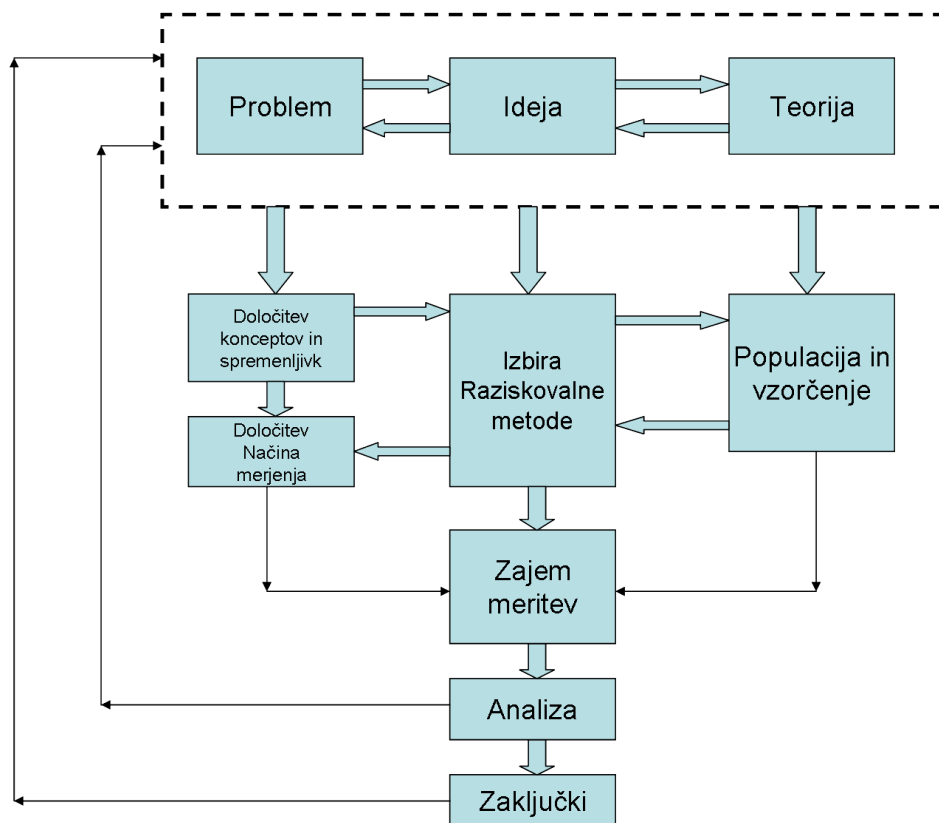 Problem
Ideja
Teorija
Določitev
konceptov in
spremenljivk
Izbira
Raziskovalne
metode
Populacija in
vzorčenje
Določitev
Načina
merjenja
Zajem
meritev
Analiza
Zaključki